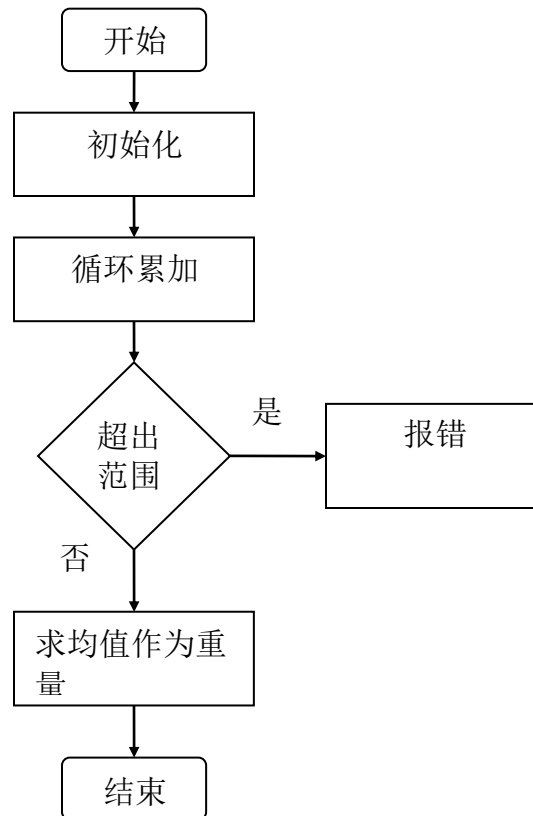 开始
初始化
循环累加
超出
范围
是
报错
否
求均值作为重
量
结束